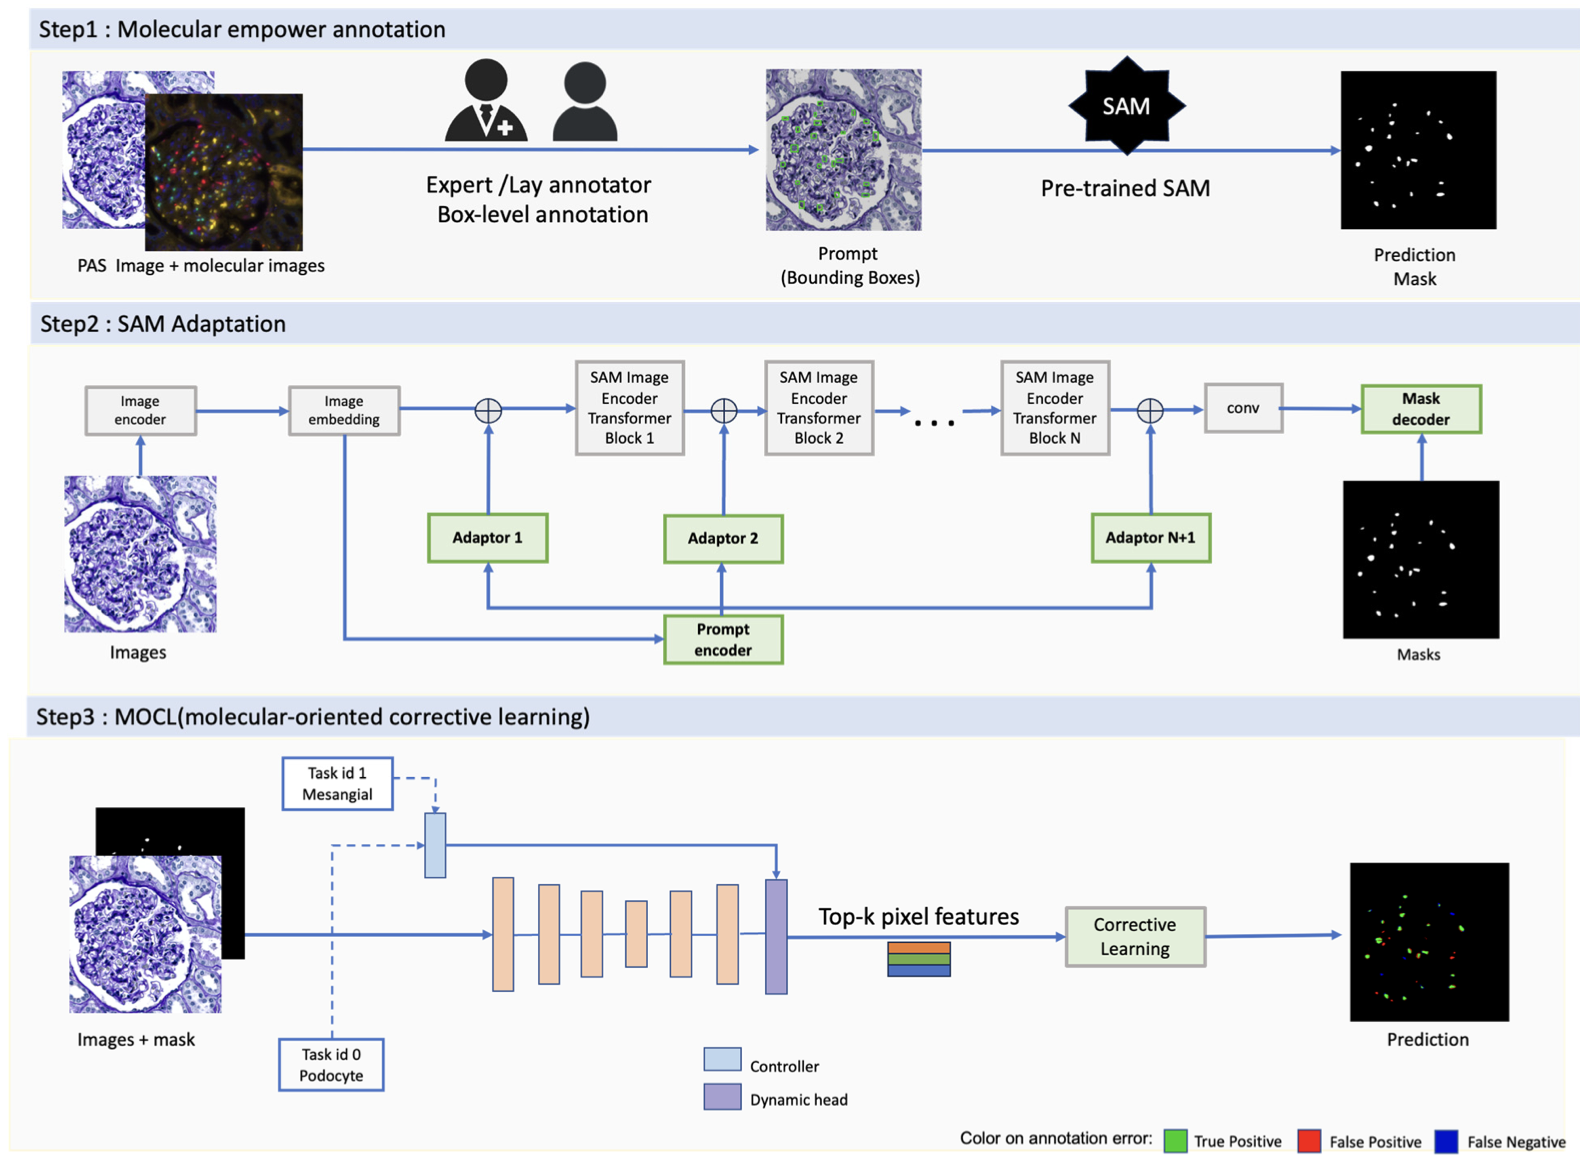 Step1 : Molecular empower annotation
SAM
Expert /Lay annotator
Box-level annotation
Pre-trained SAM
PAS Image + molecular images
Prompt
(Bounding Boxes)
Prediction
Mask
Step2 : SAM Adaptation
Image
encoder
Image
embedding
SAM Image
Encoder
Transformer
Block 1
SAM Image
Encoder
Transformer
Block 2
. . .
SAM Image
Encoder
Transformer
Block N
conv
Mask
decoder
Adaptor 1
Adaptor 2
Adaptor N+1
Prompt
encoder
Images
Masks
Step3 : MOCL(molecular-oriented corrective learning)
Task id 1
Mesangial
Top-k pixel features
Corrective
Learning
Images + mask
Task id 0
Podocyte
Prediction
Controller
Dynamic head
Color on annotation error: True Positive False Positive False Negative